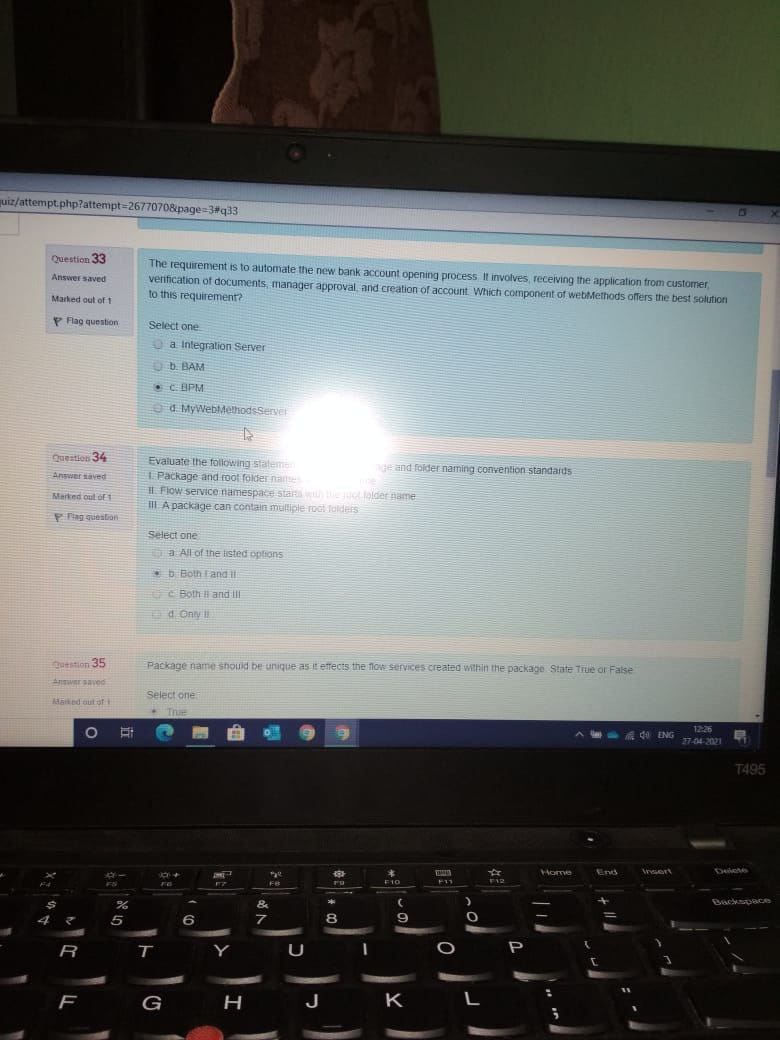 uiz/attempt.php?attempt=2677070&page=3#q33
Question 33
Answer saved
Marked out of 1
Flag question
The requirement is to automate the new bank account opening process. It involves, receiving the application from customer,
verification of documents, manager approval, and creation of account. Which component of webMethods offers the best solution
to this requirement?
Select one:
a. Integration Server
b. BAM
c. BPM
d. MyWebMethodsServer
Question 34
Answer saved
Marked out of 1
Flag question
Evaluate the following and folder naming convention standards
I. Package and root folder names
II. Flow service namespace starts with the root folder name
III. A package can contain multiple root folders
Select one:
a. All of the listed options
b. Both I and II
c. Both II and III
d. Only II
Question 35
Answer saved
Marked out of 1
Package name should be unique as it effects the flow services created within the package. State True or False.
Select one:
True
ENG
12:26
27-04-2021
1
T495
F4 F5 F6 F7 F8 F9 F10 F11 F12 Home End Insert Delete
$ % ^ & * ( ) _ + Backspace
4 ₹ 5 6 7 8 9 0 - =
R T Y U I O P { [ } ] | \
F G H J K L : ; " '